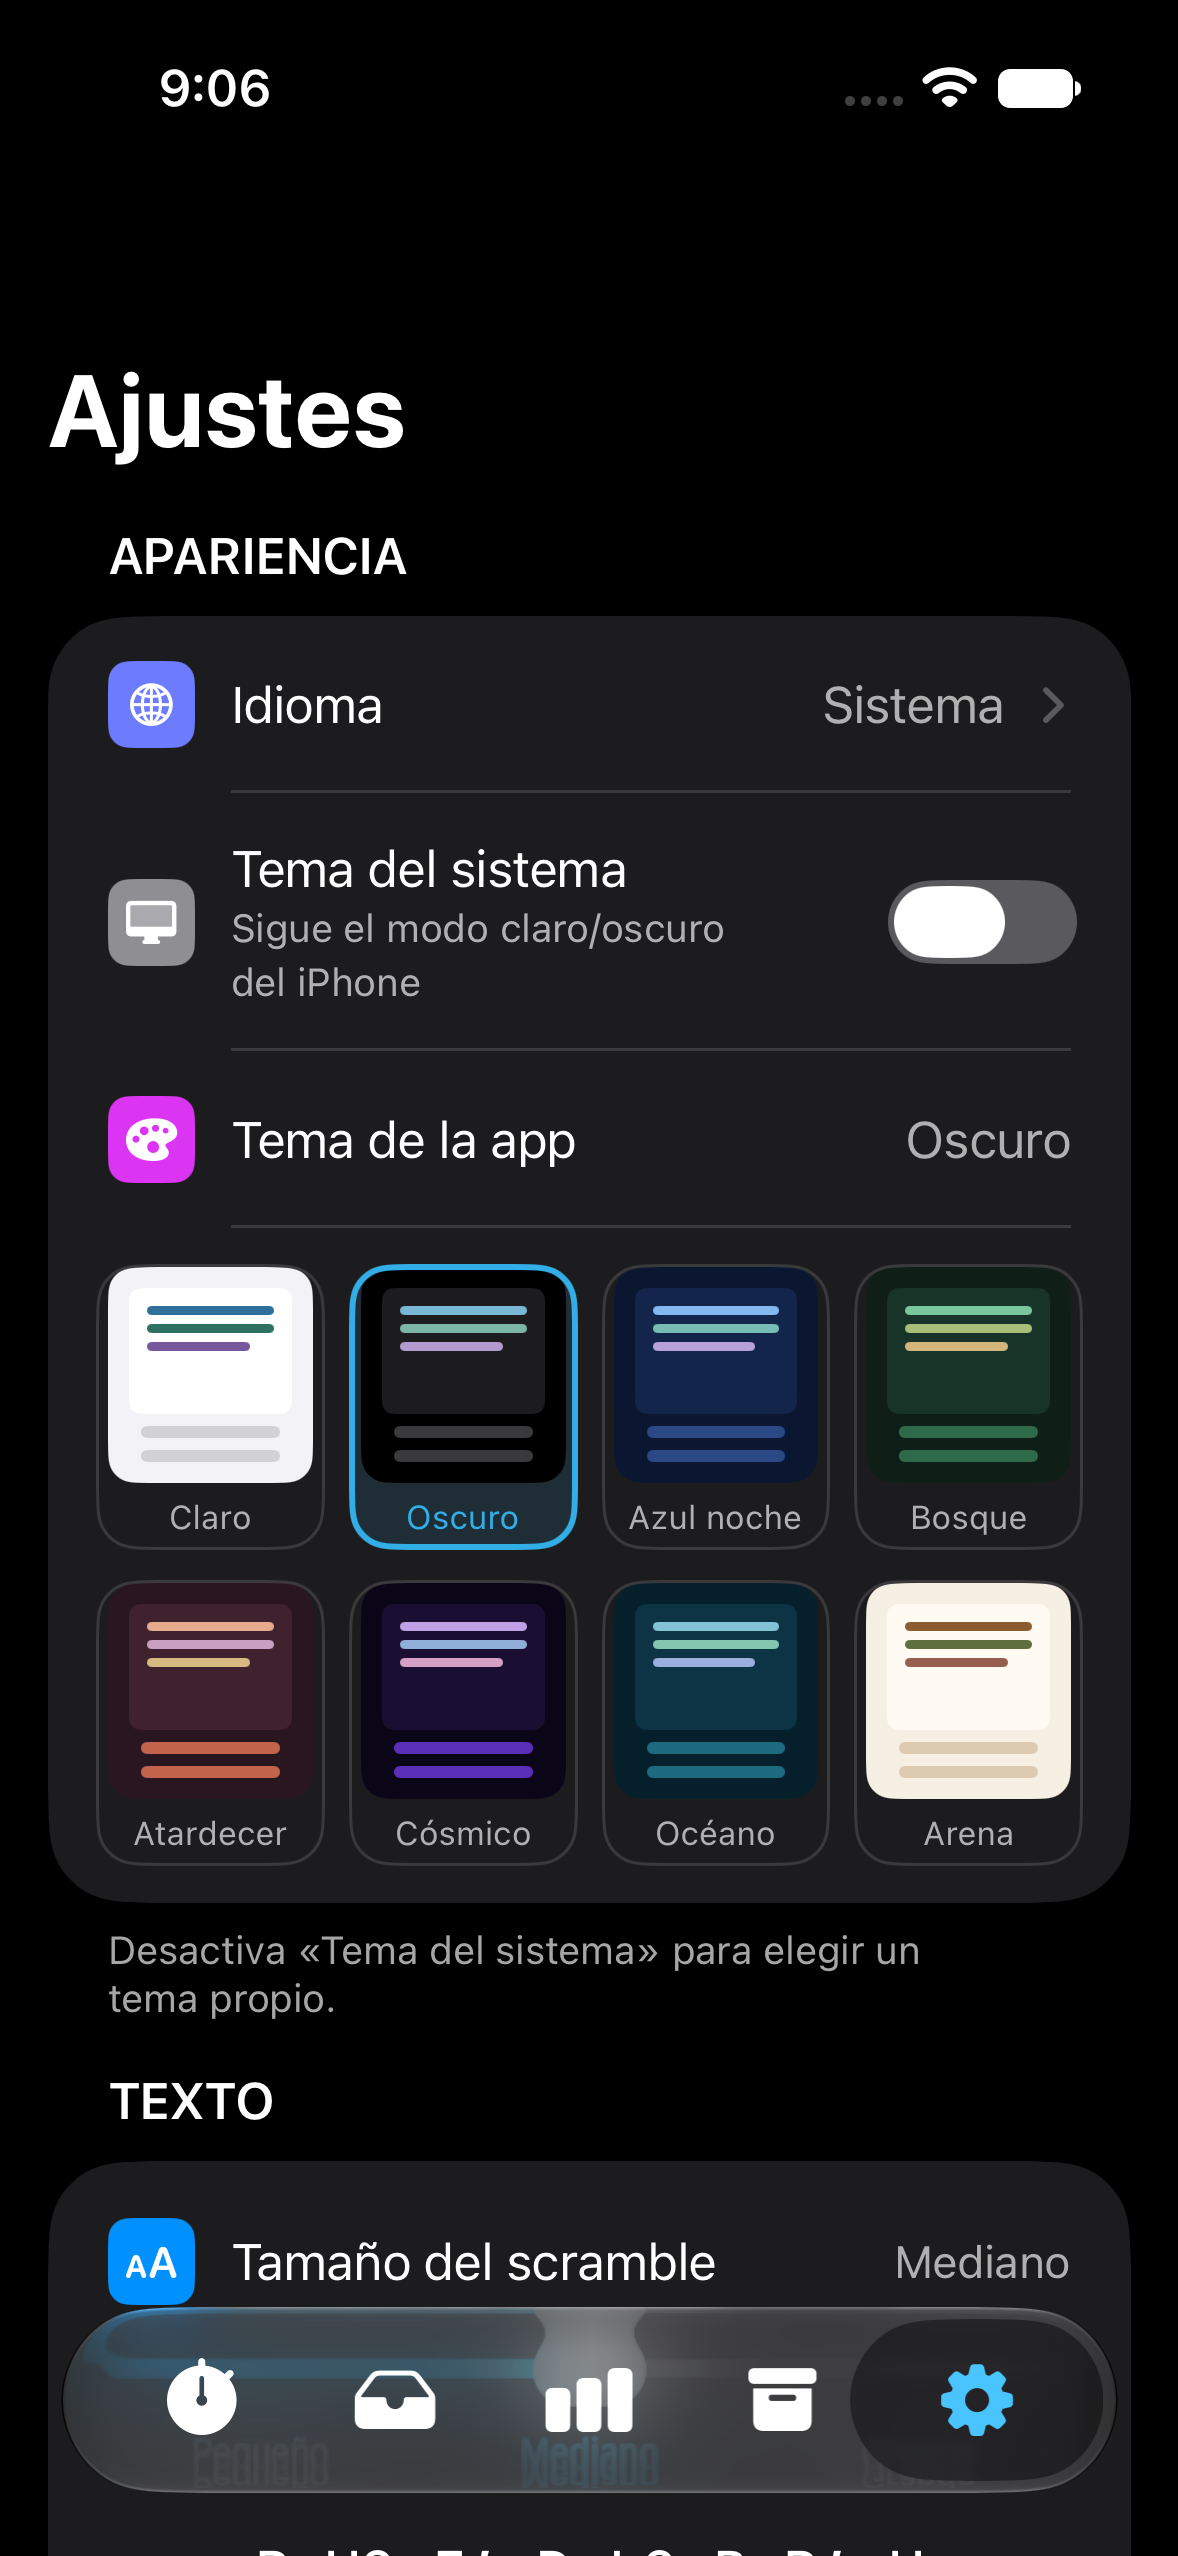 9:06
Ajustes
APARIENCIA
Idioma
Sistema
Tema del sistema
Sigue el modo claro/oscuro
del iPhone
Tema de la app
Oscuro
Claro
Oscuro
Azul noche
Bosque
Atardecer
Cósmico
Océano
Arena
Desactiva «Tema del sistema» para elegir un
tema propio.
TEXTO
AA
Tamaño del scramble
Mediano
Pequeño
Mediano